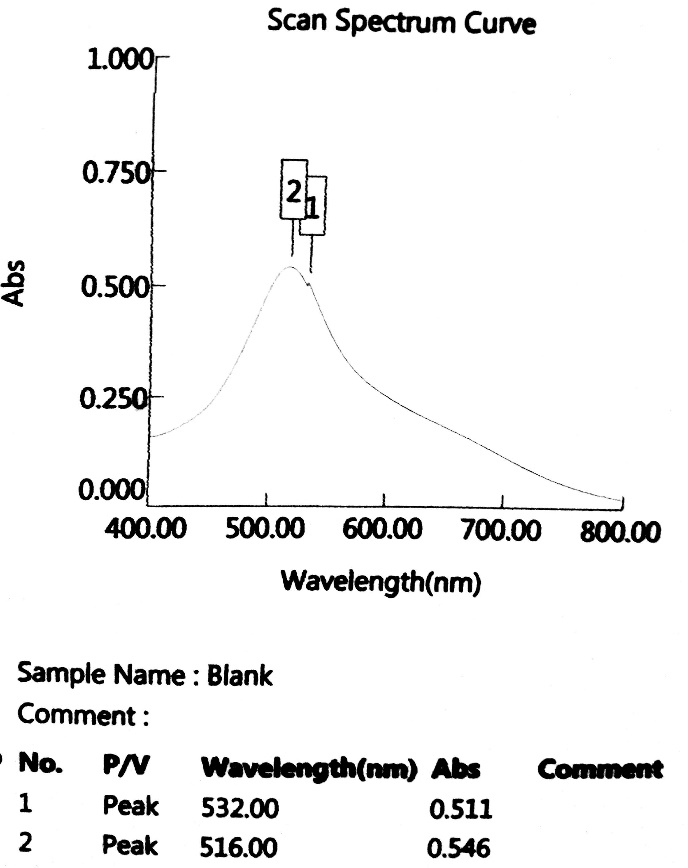 Scan Spectrum Curve
1.000
0.750
2
1
Abs
0.500
0.250
0.000
400.00 500.00 600.00 700.00 800.00
Wavelength(nm)
Sample Name : Blank
Comment :
No. P/V Wavelength(nm) Abs Comment
1 Peak 532.00 0.511
2 Peak 516.00 0.546